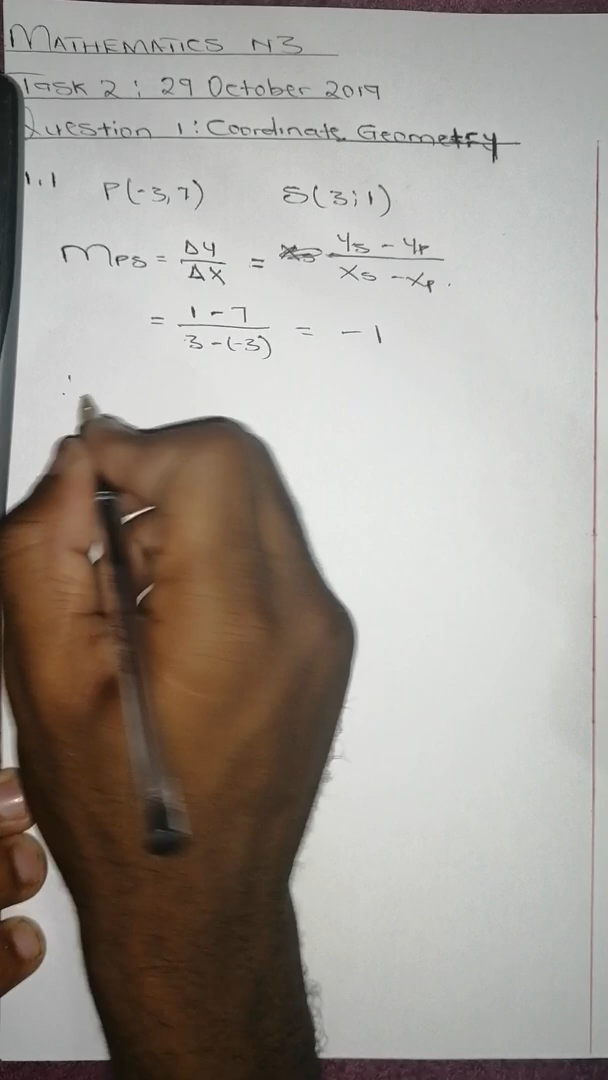 MATHEMATICS N3
Task 2 : 29 October 2019
Question 1 : Coordinate Geometry
1.1 P(-3,7) S(3;1)
MPS = Δy/ΔX = yS - yP / XS - XP.
= 1-7 / 3-(-3) = -1
∴